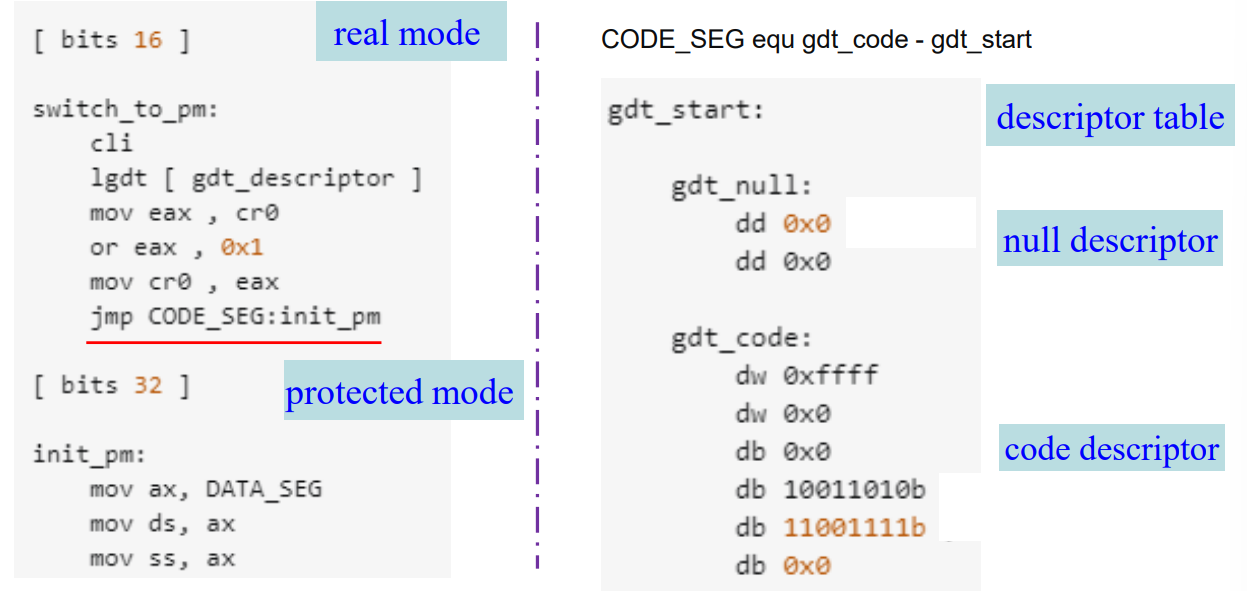 [ bits 16 ]
real mode
switch_to_pm:
cli
lgdt [ gdt_descriptor ]
mov eax , cr0
or eax , 0x1
mov cr0 , eax
jmp CODE_SEG:init_pm
[ bits 32 ]
protected mode
init_pm:
mov ax, DATA_SEG
mov ds, ax
mov ss, ax
CODE_SEG equ gdt_code - gdt_start
gdt_start:
descriptor table
gdt_null:
dd 0x0
dd 0x0
null descriptor
gdt_code:
dw 0xffff
dw 0x0
db 0x0
db 10011010b
db 11001111b
db 0x0
code descriptor